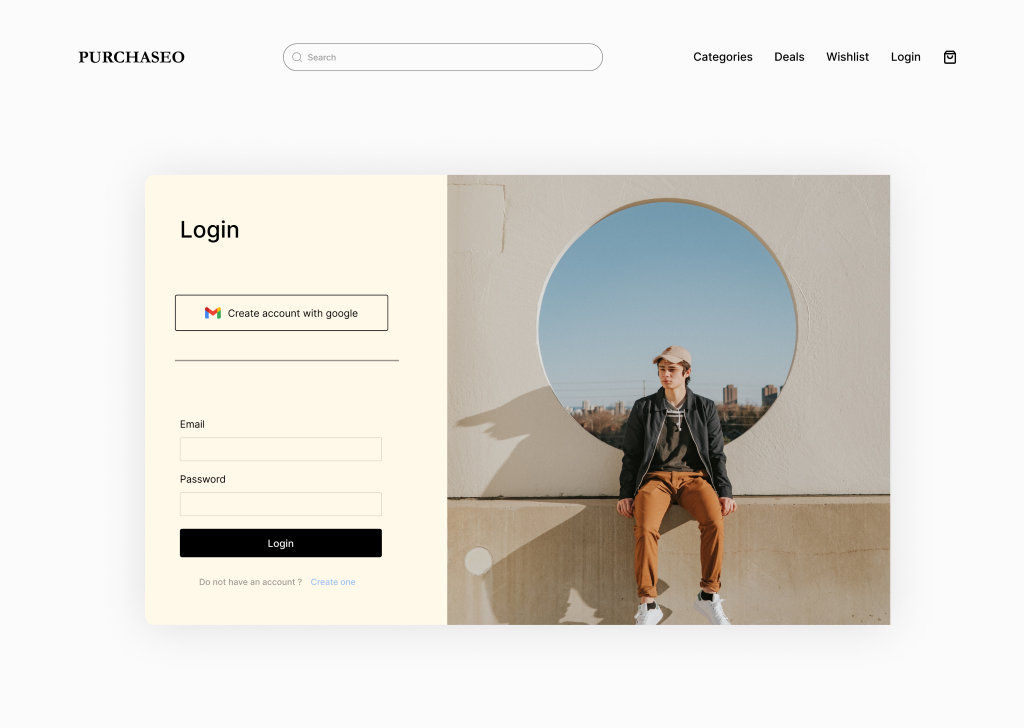 PURCHASEO
Search
Categories Deals Wishlist Login
Login
Create account with google
Email
Password
Login
Do not have an account ? Create one